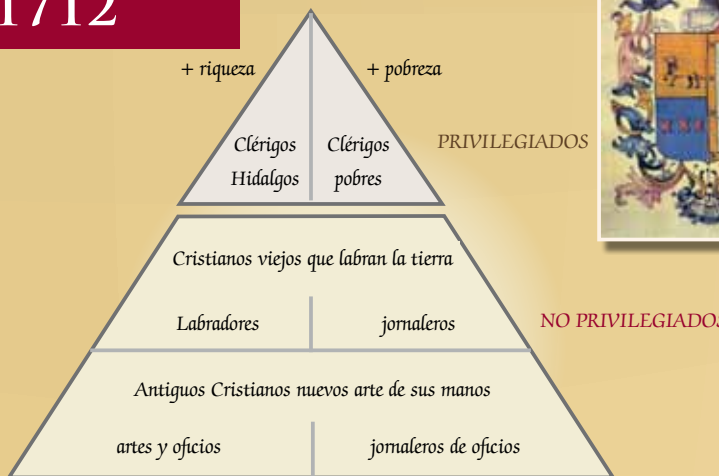 1712
+ riqueza
+ pobreza
Clérigos
Hidalgos
Clérigos
pobres
PRIVILEGIADOS
Cristianos viejos que labran la tierra
Labradores
jornaleros
NO PRIVILEGIADOS
Antiguos Cristianos nuevos arte de sus manos
artes y oficios
jornaleros de oficios